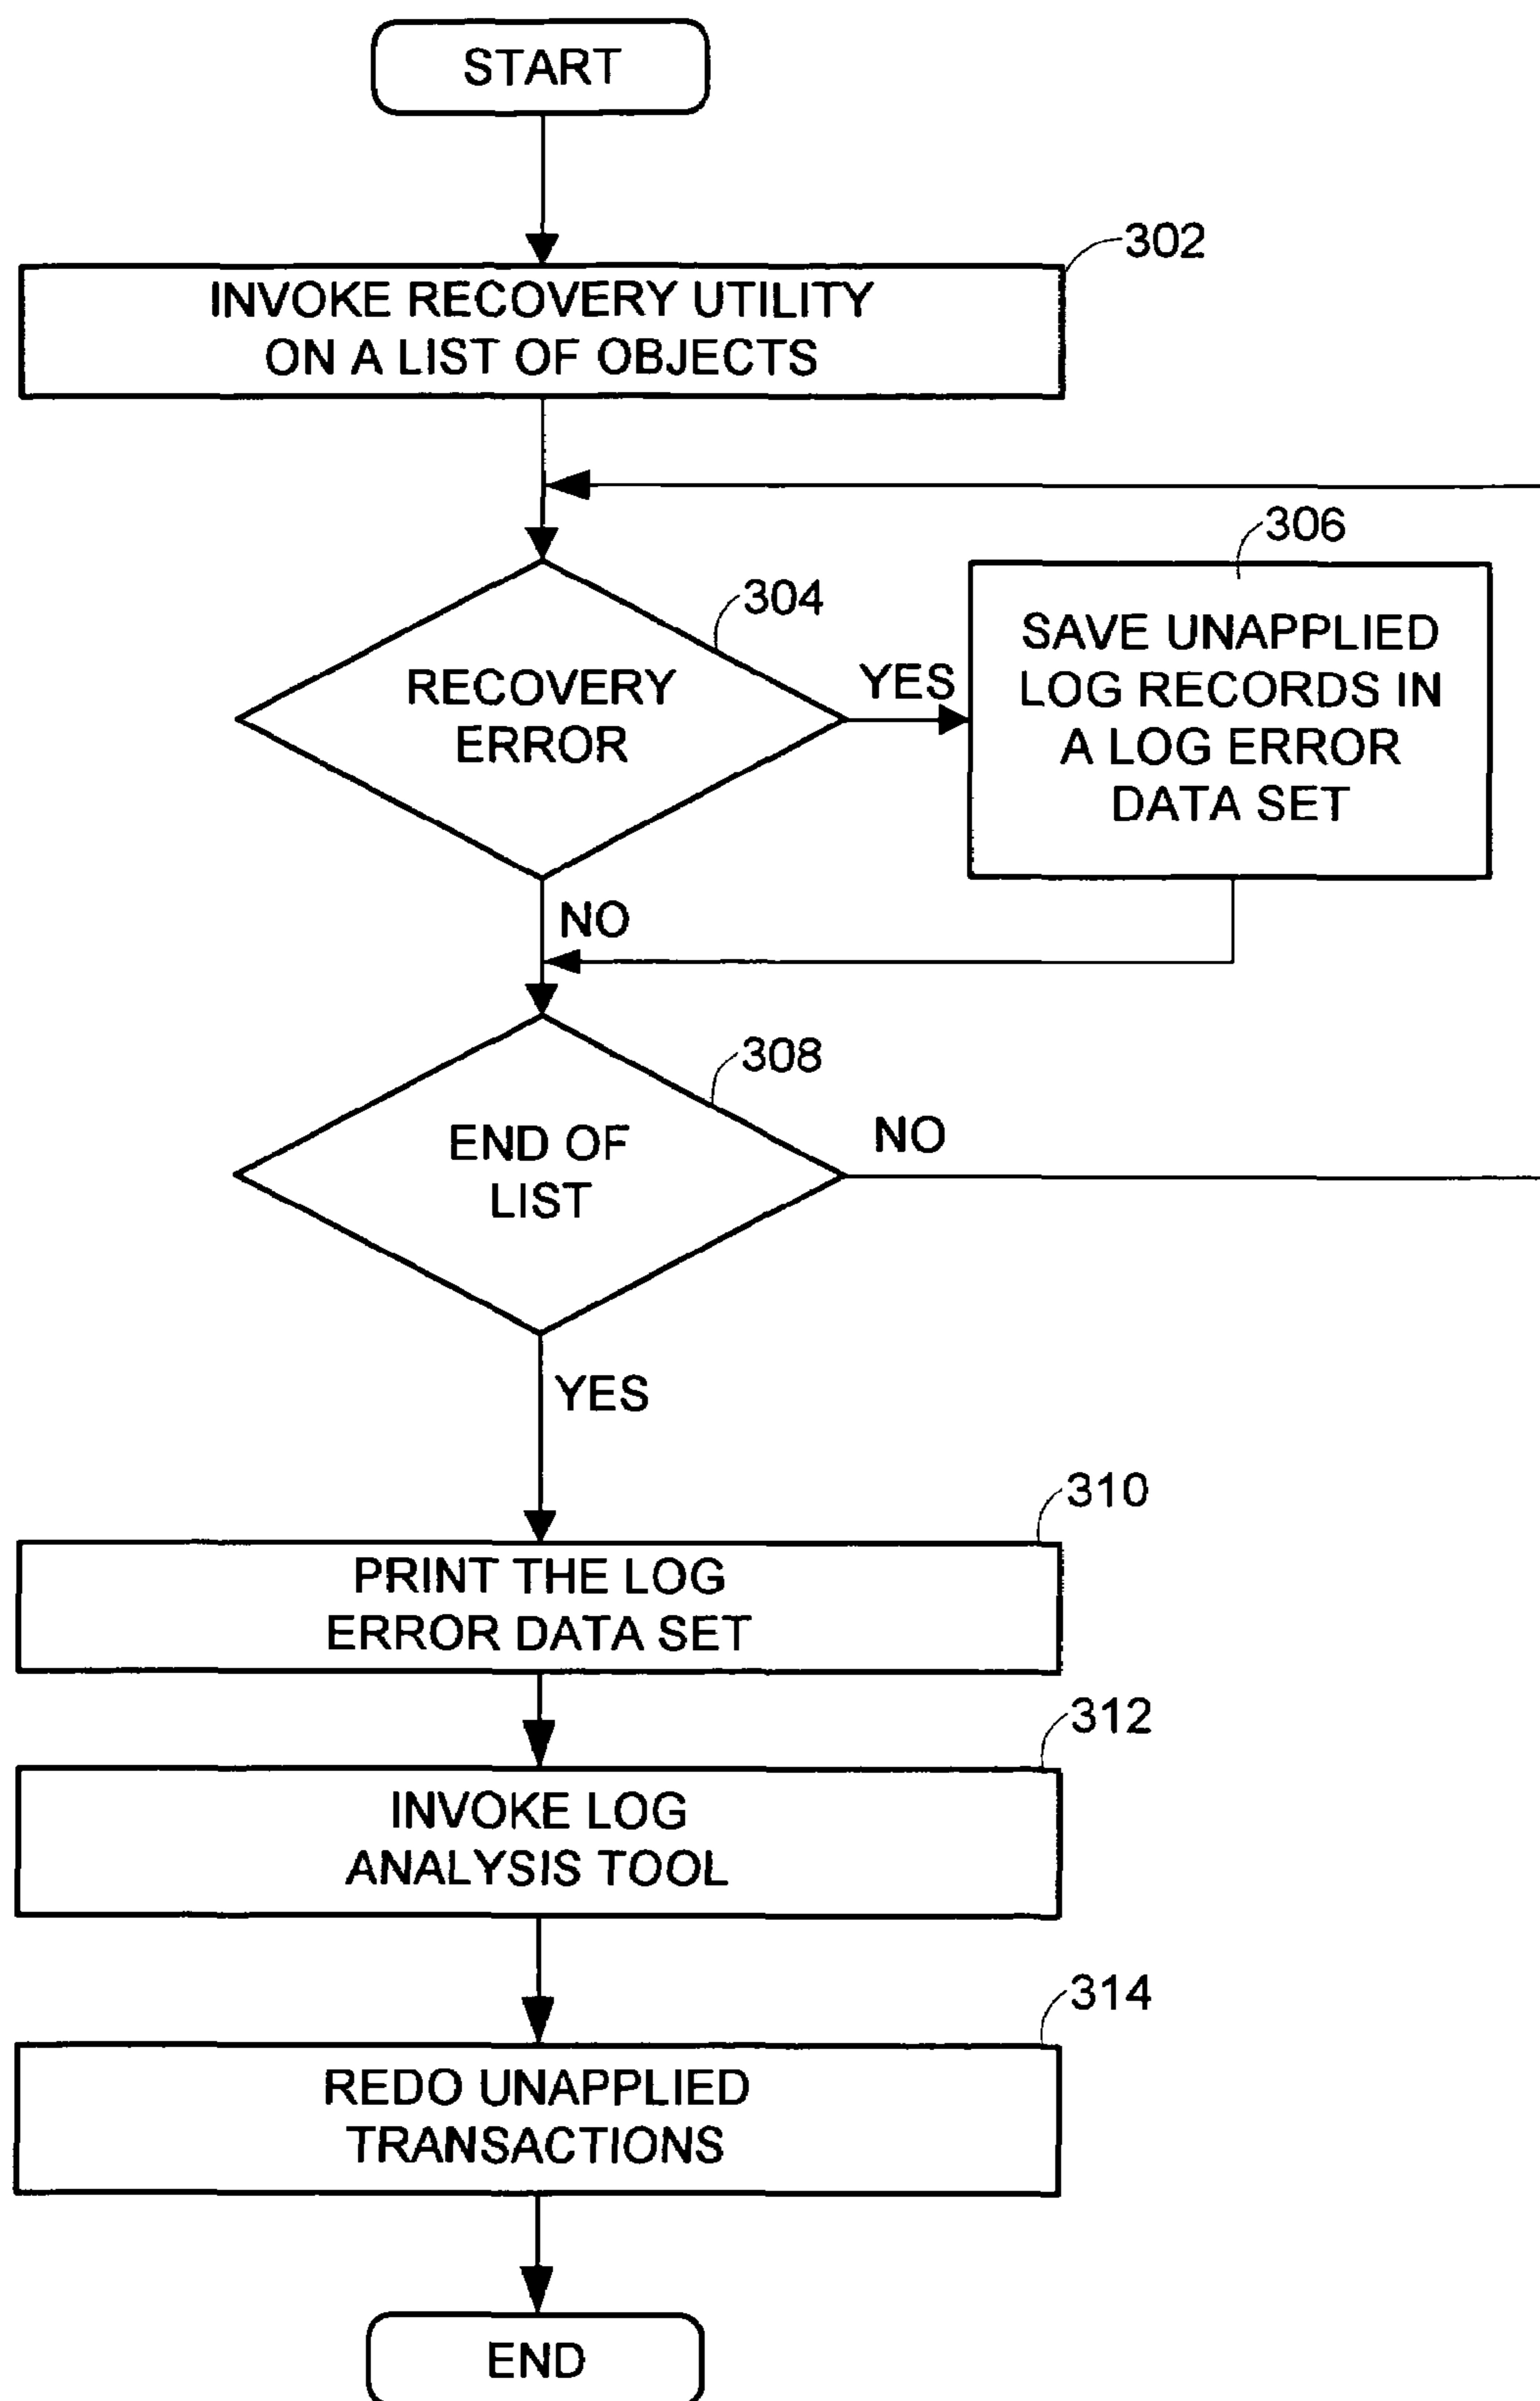 START
302
INVOKE RECOVERY UTILITY
ON A LIST OF OBJECTS
306
304
RECOVERY
ERROR
YES
SAVE UNAPPLIED
LOG RECORDS IN
A LOG ERROR
DATA SET
NO
308
END OF
LIST
NO
YES
310
PRINT THE LOG
ERROR DATA SET
312
INVOKE LOG
ANALYSIS TOOL
314
REDO UNAPPLIED
TRANSACTIONS
END